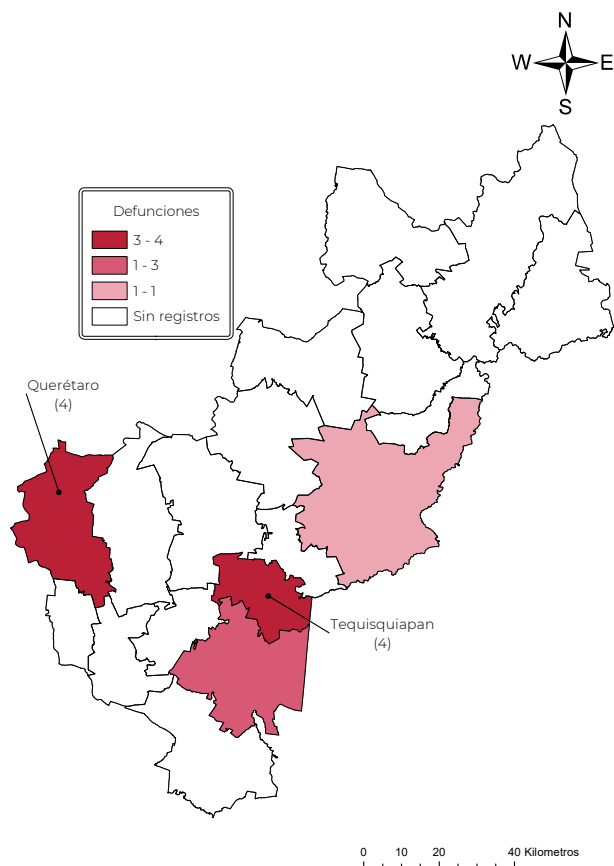 N
W E
S
Defunciones
3 - 4
1 - 3
1 - 1
Sin registros
Querétaro
(4)
Tequisquiapan
(4)
0 10 20 40 Kilometros